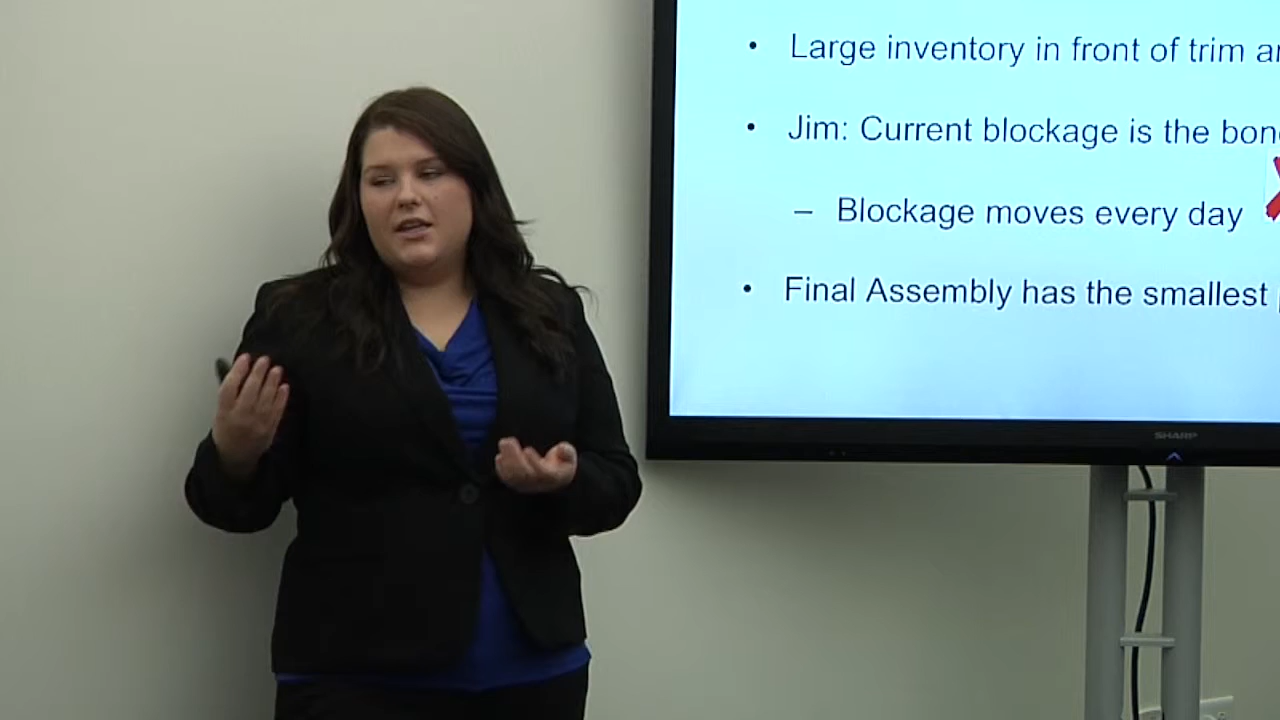 • Large inventory in front of trim
• Jim: Current blockage is the
– Blockage moves every day
• Final Assembly has the smallest
SHARP